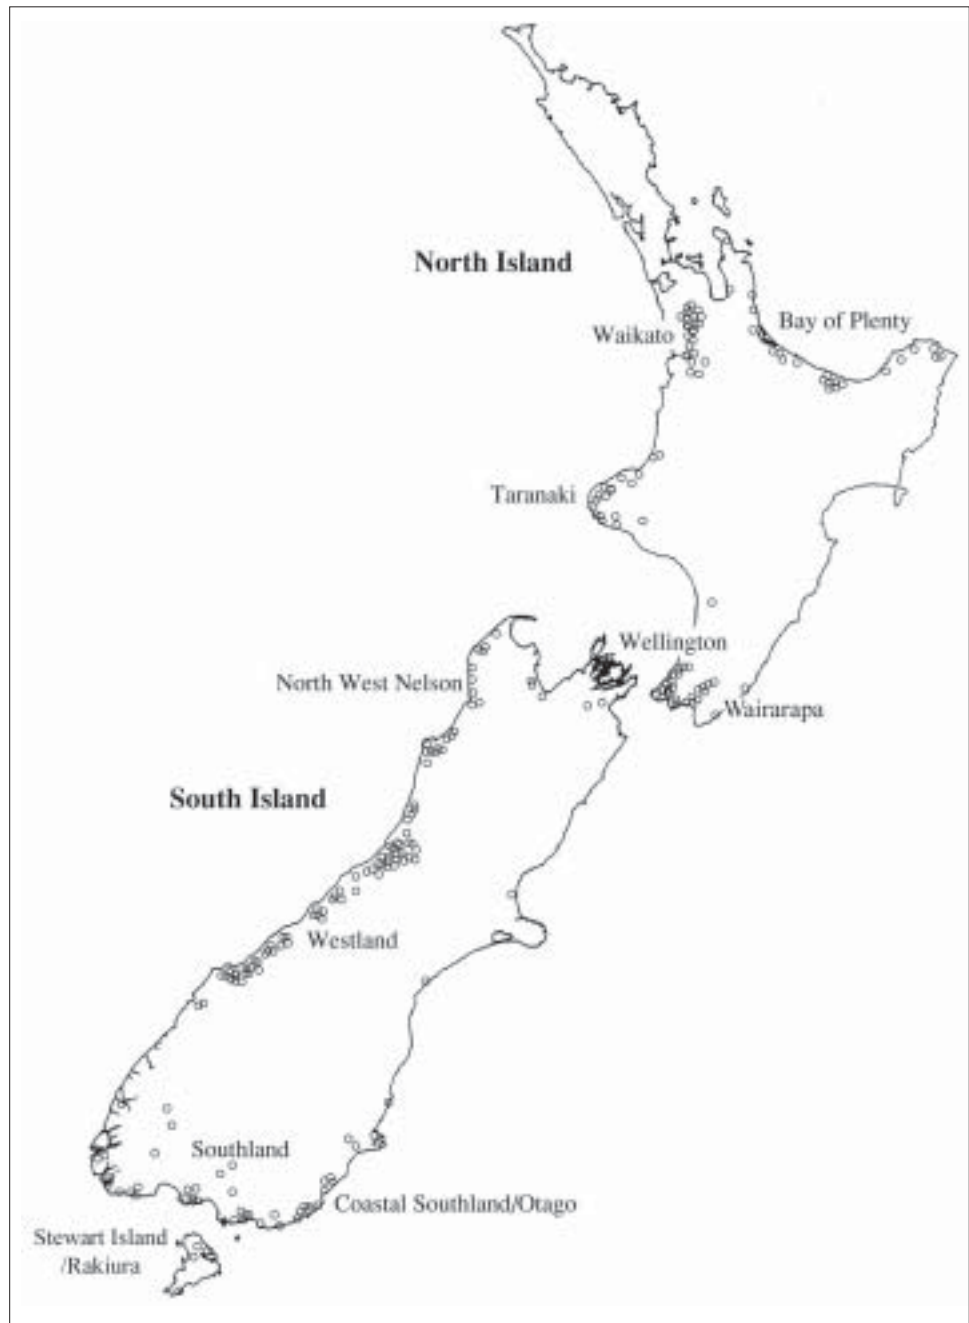 North Island
Bay of Plenty
Waikato
Taranaki
Wellington
North West Nelson
Wairarapa
South Island
Westland
Southland
Coastal Southland/Otago
Stewart Island
/Rakiura